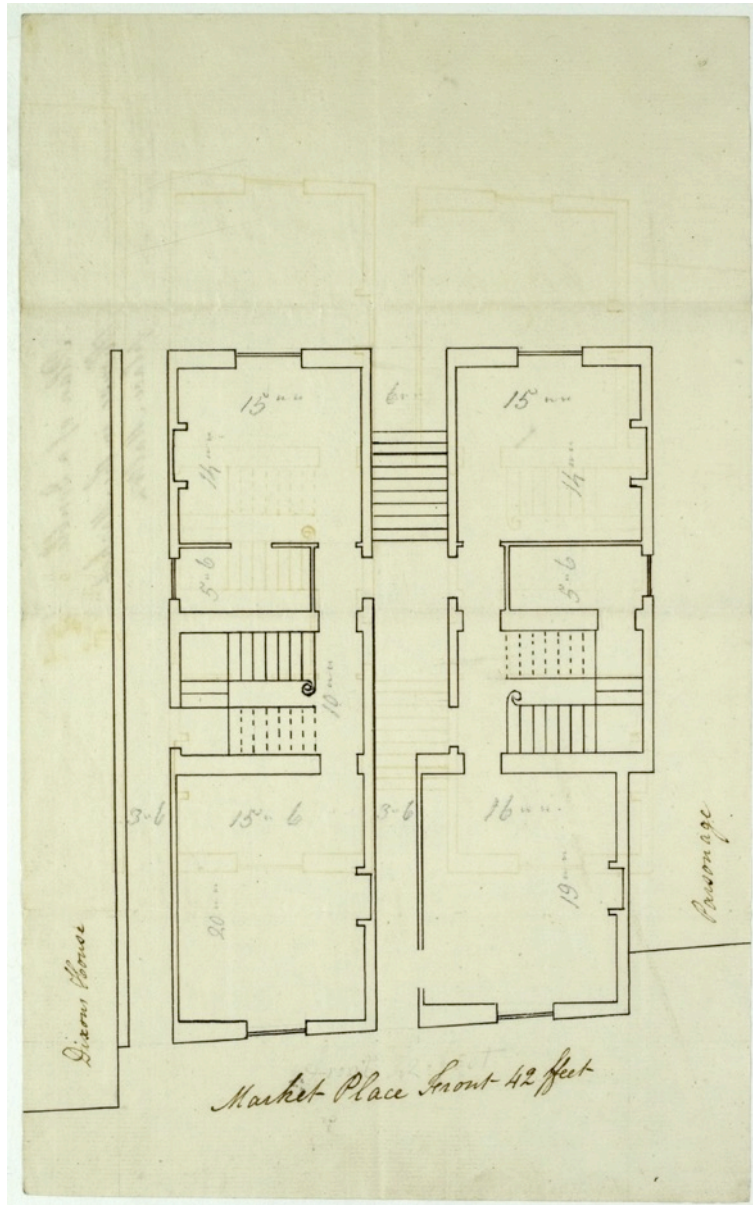 15 " "
6 " "
15 " "
14 " "
14 " "
5-6
5-6
10 " "
3-6
15 " 6
3-6
16 " "
20 " "
19 " "
Parsonage
Dixons House
Market Place Front 42 ffeet